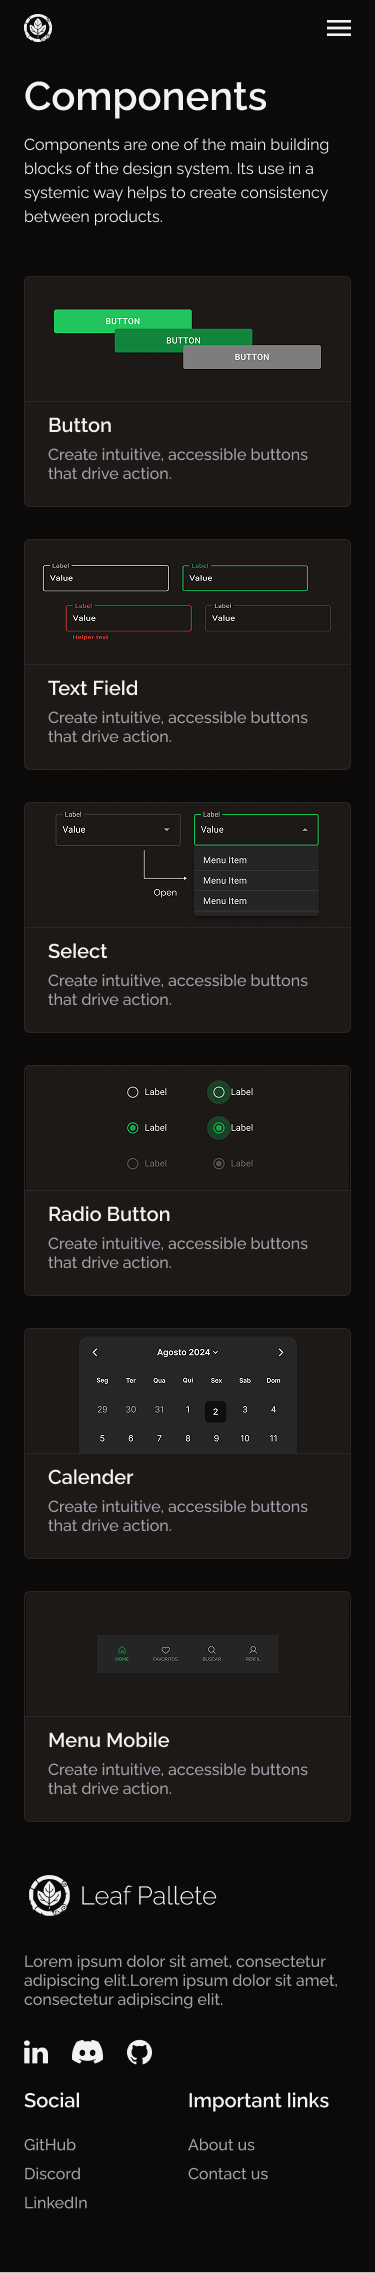 Components
Components are one of the main building
blocks of the design system. Its use in a
systemic way helps to create consistency
between products.
BUTTON
BUTTON
BUTTON
Button
Create intuitive, accessible buttons
that drive action.
Label Label
Value Value
Label Label
Value Value
Helper text
Text Field
Create intuitive, accessible buttons
that drive action.
Label Label
Value Value
Menu Item
Menu Item
Open Menu Item
Select
Create intuitive, accessible buttons
that drive action.
Label Label
Label Label
Label Label
Radio Button
Create intuitive, accessible buttons
that drive action.
Agosto 2024
Seg Ter Qua Qui Sex Sab Dom
29 30 31 1 2 3 4
5 6 7 8 9 10 11
Calender
Create intuitive, accessible buttons
that drive action.
HOME FAVORITOS BUSCAR PERFIL
Menu Mobile
Create intuitive, accessible buttons
that drive action.
Leaf Pallete
Lorem ipsum dolor sit amet, consectetur
adipiscing elit.Lorem ipsum dolor sit amet,
consectetur adipiscing elit.
in
Social Important links
GitHub About us
Discord Contact us
LinkedIn